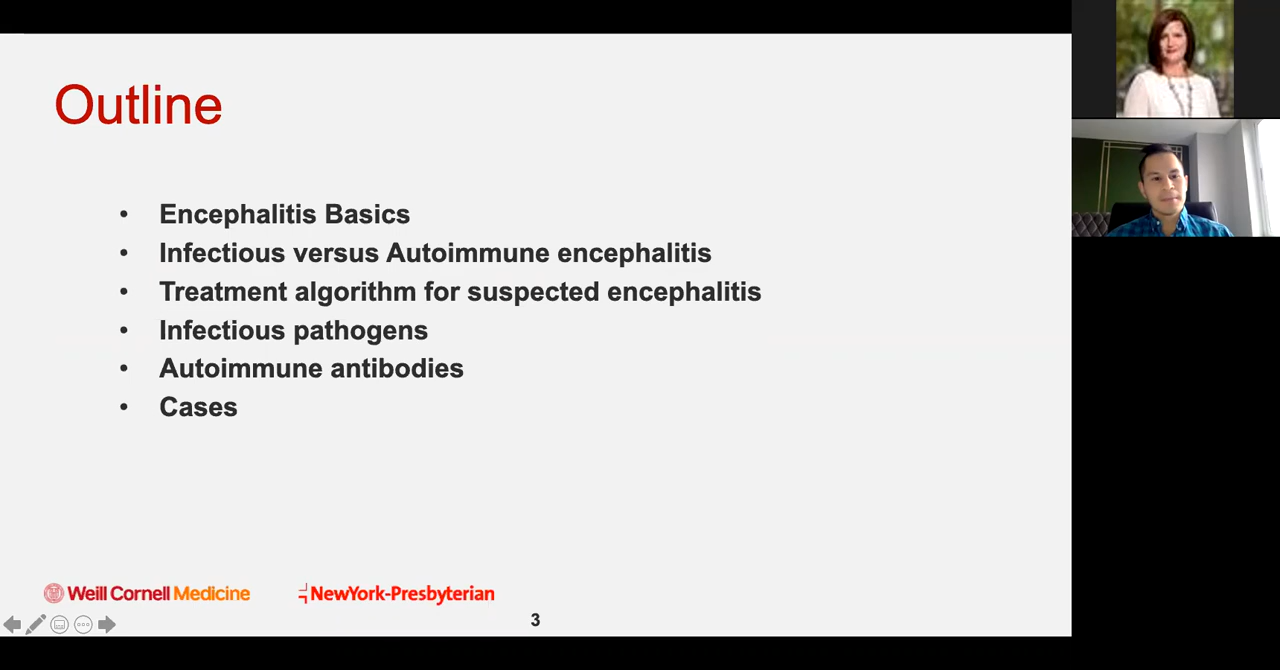 Outline
• Encephalitis Basics
• Infectious versus Autoimmune encephalitis
• Treatment algorithm for suspected encephalitis
• Infectious pathogens
• Autoimmune antibodies
• Cases
Weill Cornell Medicine
NewYork-Presbyterian
3